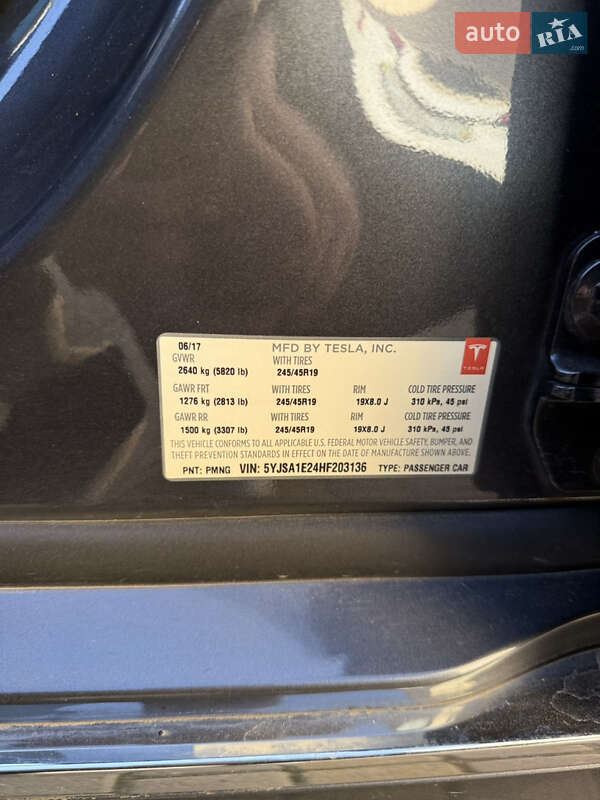 auto RIA .com
06/17 MFD BY TESLA, INC.
GVWR WITH TIRES
2640 kg (5820 lb) 245/45R19 TESLA
GAWR FRT WITH TIRES RIM COLD TIRE PRESSURE
1276 kg (2813 lb) 245/45R19 19X8.0 J 310 kPa, 45 psi
GAWR RR WITH TIRES RIM COLD TIRE PRESSURE
1500 kg (3307 lb) 245/45R19 19X8.0 J 310 kPa, 45 psi
THIS VEHICLE CONFORMS TO ALL APPLICABLE U.S. FEDERAL MOTOR VEHICLE SAFETY, BUMPER, AND
THEFT PREVENTION STANDARDS IN EFFECT ON THE DATE OF MANUFACTURE SHOWN ABOVE.
PNT: PMNG VIN: 5YJSA1E24HF203136 TYPE: PASSENGER CAR